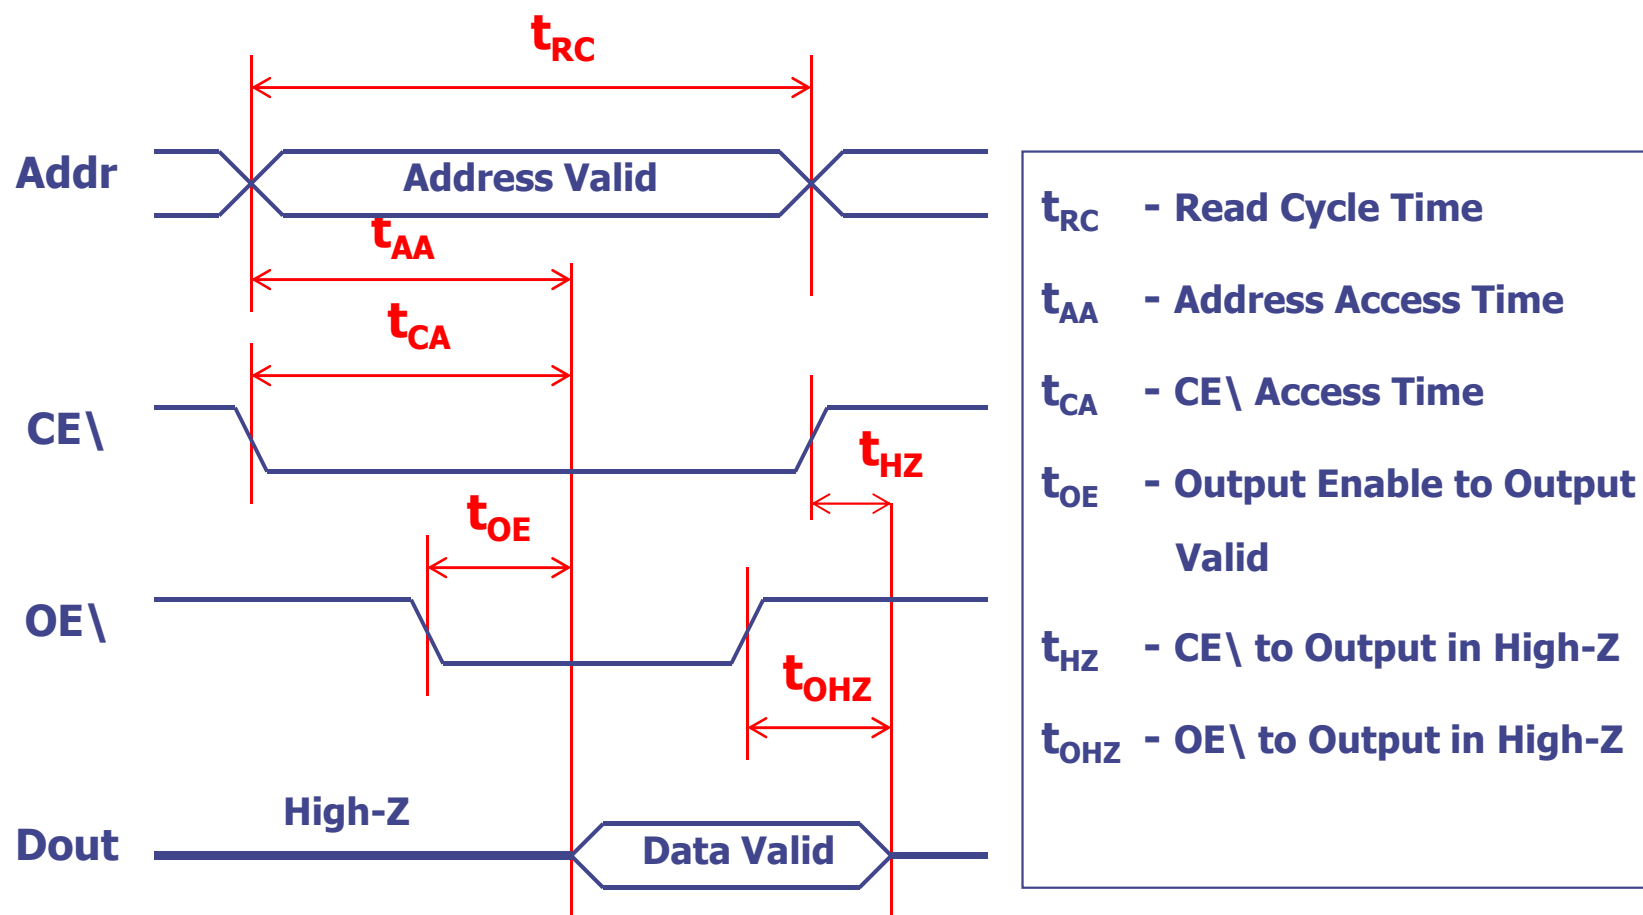 tRC
Addr
Address Valid
tAA
tCA
CE\
tHZ
tOE
OE\
tOHZ
High-Z
Dout
Data Valid
tRC - Read Cycle Time
tAA - Address Access Time
tCA - CE\ Access Time
tOE - Output Enable to Output
Valid
tHZ - CE\ to Output in High-Z
tOHZ - OE\ to Output in High-Z